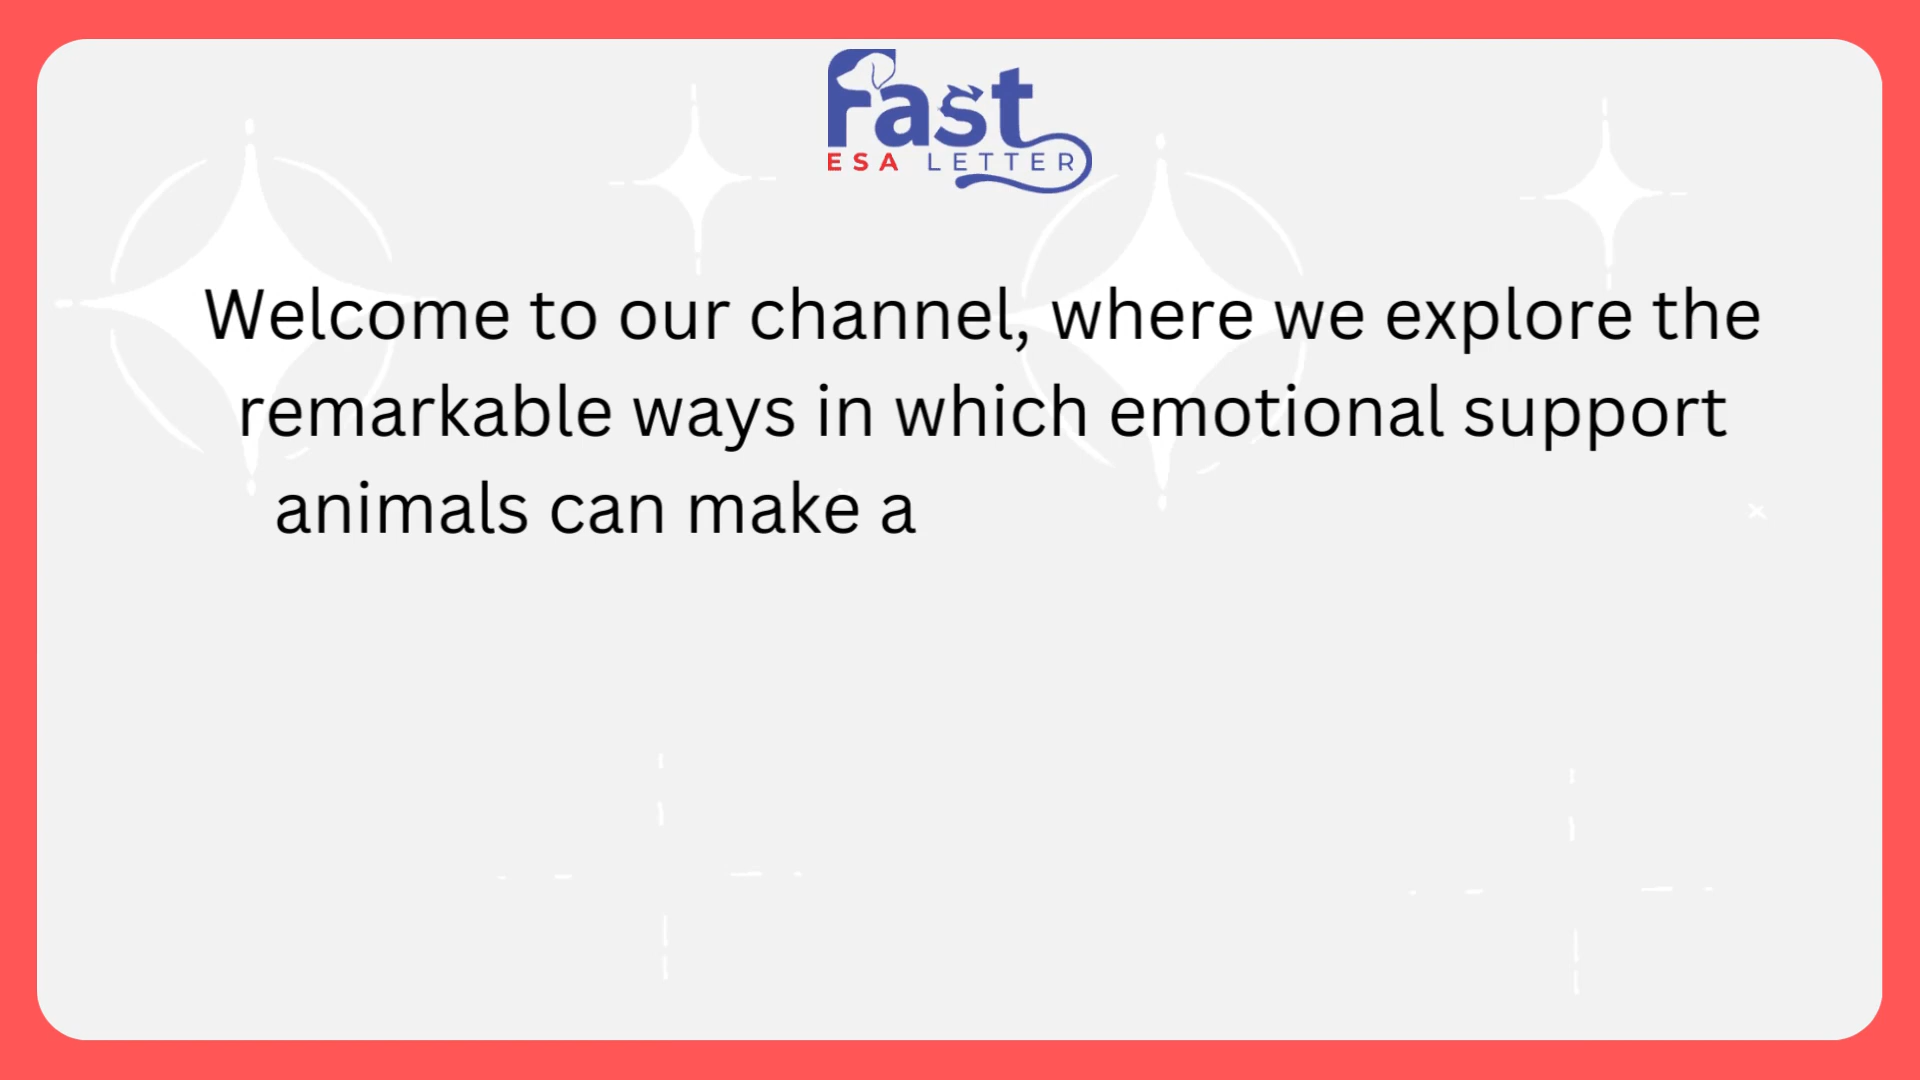 Fast
ESA LETTER
Welcome to our channel, where we explore the
remarkable ways in which emotional support
animals can make a